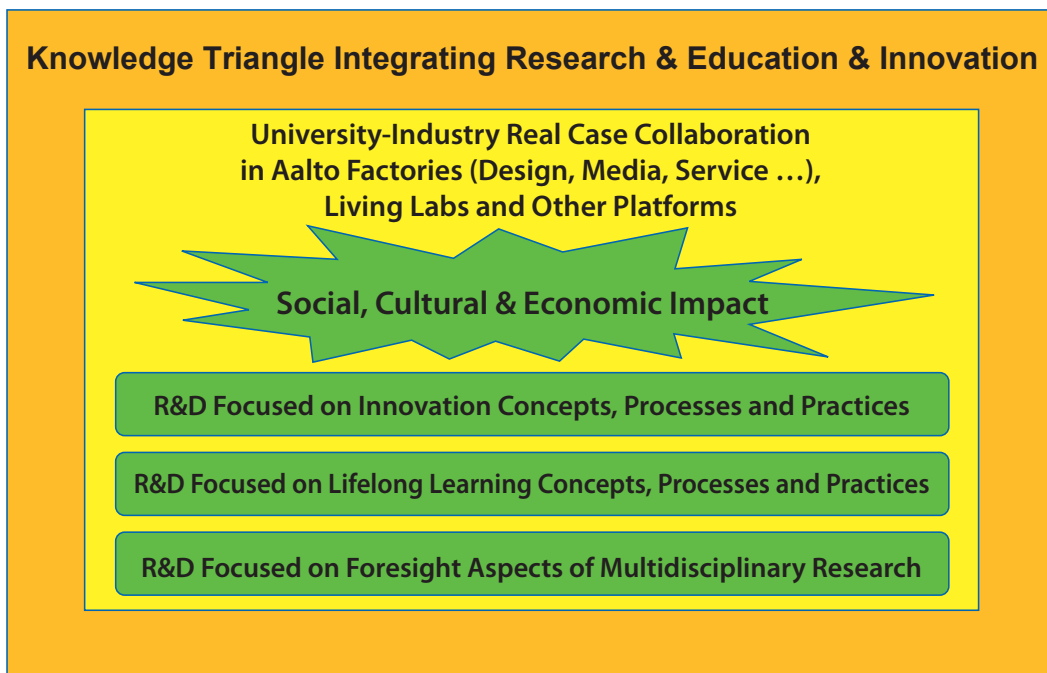 Knowledge Triangle Integrating Research & Education & Innovation
University-Industry Real Case Collaboration
in Aalto Factories (Design, Media, Service …),
Living Labs and Other Platforms
Social, Cultural & Economic Impact
R&D Focused on Innovation Concepts, Processes and Practices
R&D Focused on Lifelong Learning Concepts, Processes and Practices
R&D Focused on Foresight Aspects of Multidisciplinary Research